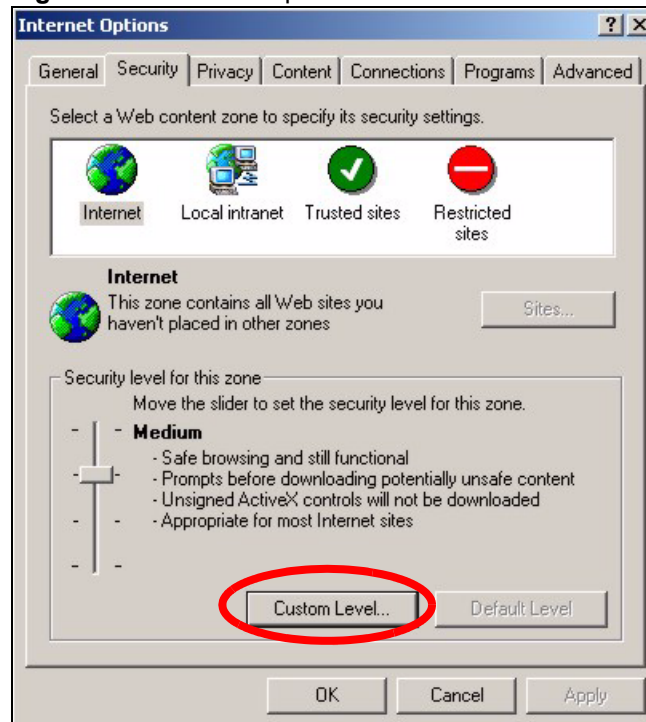 Internet Options
General Security Privacy Content Connections Programs Advanced
Select a Web content zone to specify its security settings.
Internet Local intranet Trusted sites Restricted
sites
Internet
This zone contains all Web sites you
haven't placed in other zones
Sites...
Security level for this zone
Move the slider to set the security level for this zone.
Medium
- Safe browsing and still functional
- Prompts before downloading potentially unsafe content
- Unsigned ActiveX controls will not be downloaded
- Appropriate for most Internet sites
Custom Level... Default Level
OK Cancel Apply